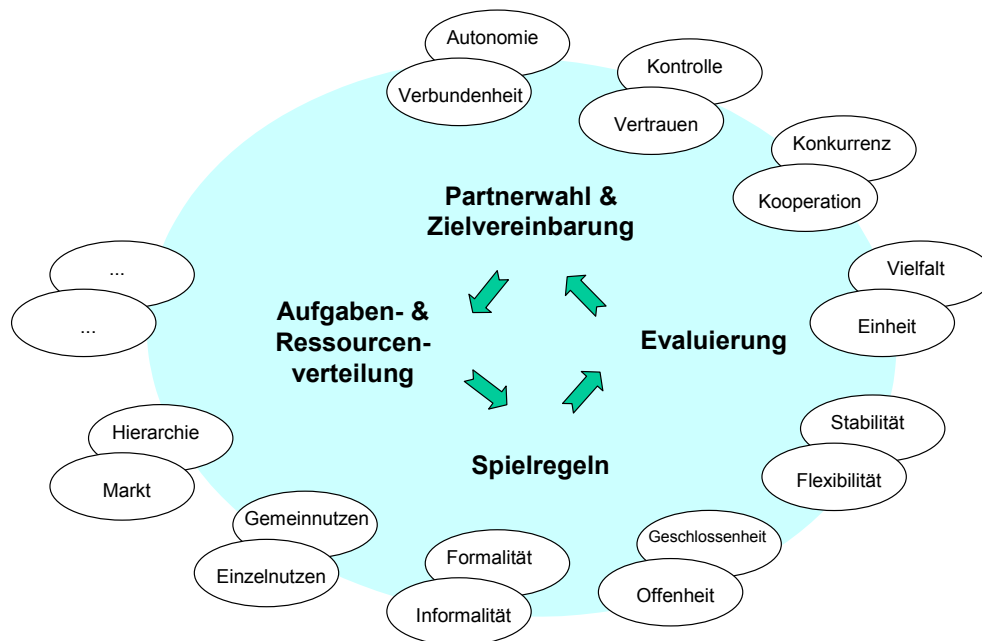 Autonomie
Verbundenheit
Kontrolle
Vertrauen
Konkurrenz
Kooperation
Partnerwahl &
Zielvereinbarung
...
...
Vielfalt
Einheit
Aufgaben- &
Ressourcen-
verteilung
Evaluierung
Hierarchie
Markt
Stabilität
Flexibilität
Spielregeln
Gemeinnutzen
Einzelnutzen
Formalität
Informalität
Geschlossenheit
Offenheit